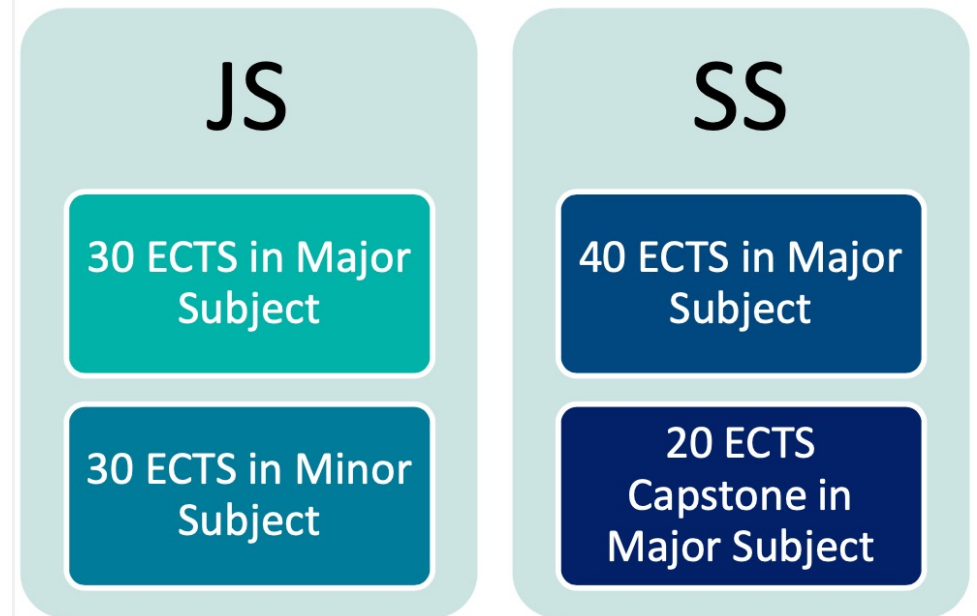 JS
30 ECTS in Major
Subject
30 ECTS in Minor
Subject
SS
40 ECTS in Major
Subject
20 ECTS
Capstone in
Major Subject